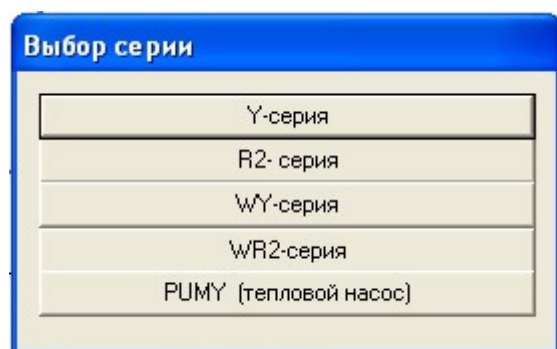 Выбор серии
Y-серия
R2- серия
WY-серия
WR2-серия
PUMY (тепловой насос)